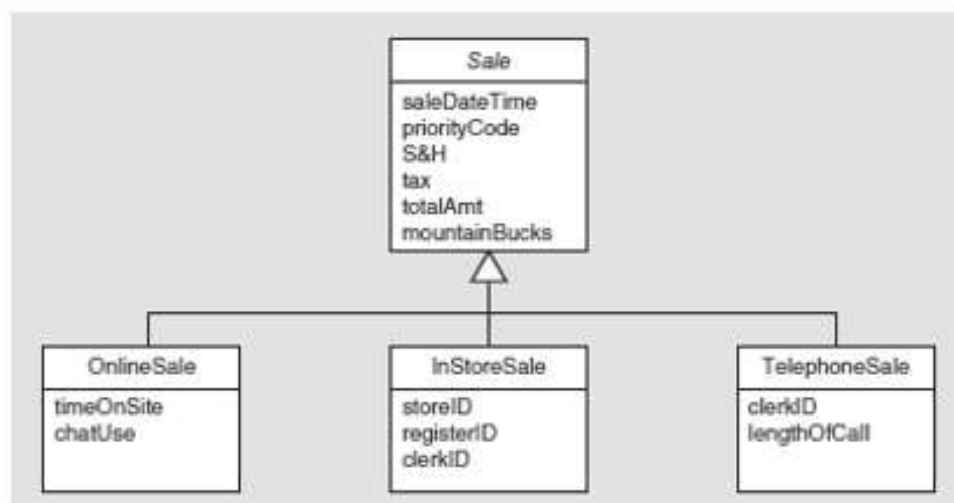 Sale
saleDateTime
priorityCode
S&H
tax
totalAmt
mountainBucks
OnlineSale
timeOnSite
chatUse
InStoreSale
storeID
registerID
clerkID
TelephoneSale
clerkID
lengthOfCall